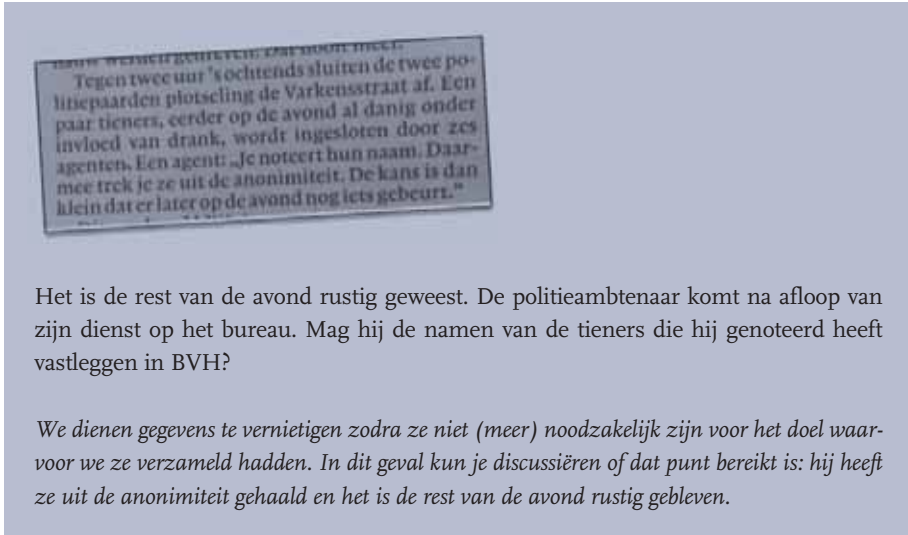 Tegen twee uur 's ochtends sluiten de twee po-
litiepaarden plotseling de Varkensstraat af. Een
paar tieners, eerder op de avond al danig onder
invloed van drank, wordt ingesloten door zes
agenten. Een agent: „Je noteert hun naam. Daar-
mee trek je ze uit de anonimiteit. De kans is dan
klein dat er later op de avond nog iets gebeurt.”
Het is de rest van de avond rustig geweest. De politieambtenaar komt na afloop van
zijn dienst op het bureau. Mag hij de namen van de tieners die hij genoteerd heeft
vastleggen in BVH?
We dienen gegevens te vernietigen zodra ze niet (meer) noodzakelijk zijn voor het doel waar-
voor we ze verzameld hadden. In dit geval kun je discussiëren of dat punt bereikt is: hij heeft
ze uit de anonimiteit gehaald en het is de rest van de avond rustig gebleven.